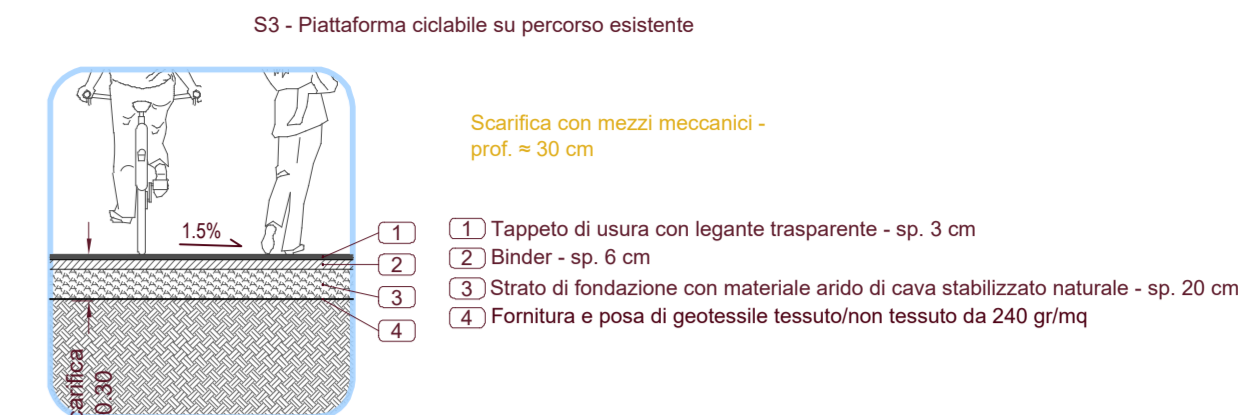 S3 - Piattaforma ciclabile su percorso esistente
Scarifica con mezzi meccanici -
prof. ≈ 30 cm
1.5%
1
2
3
4
1 Tappeto di usura con legante trasparente - sp. 3 cm
2 Binder - sp. 6 cm
3 Strato di fondazione con materiale arido di cava stabilizzato naturale - sp. 20 cm
4 Fornitura e posa di geotessile tessuto/non tessuto da 240 gr/mq